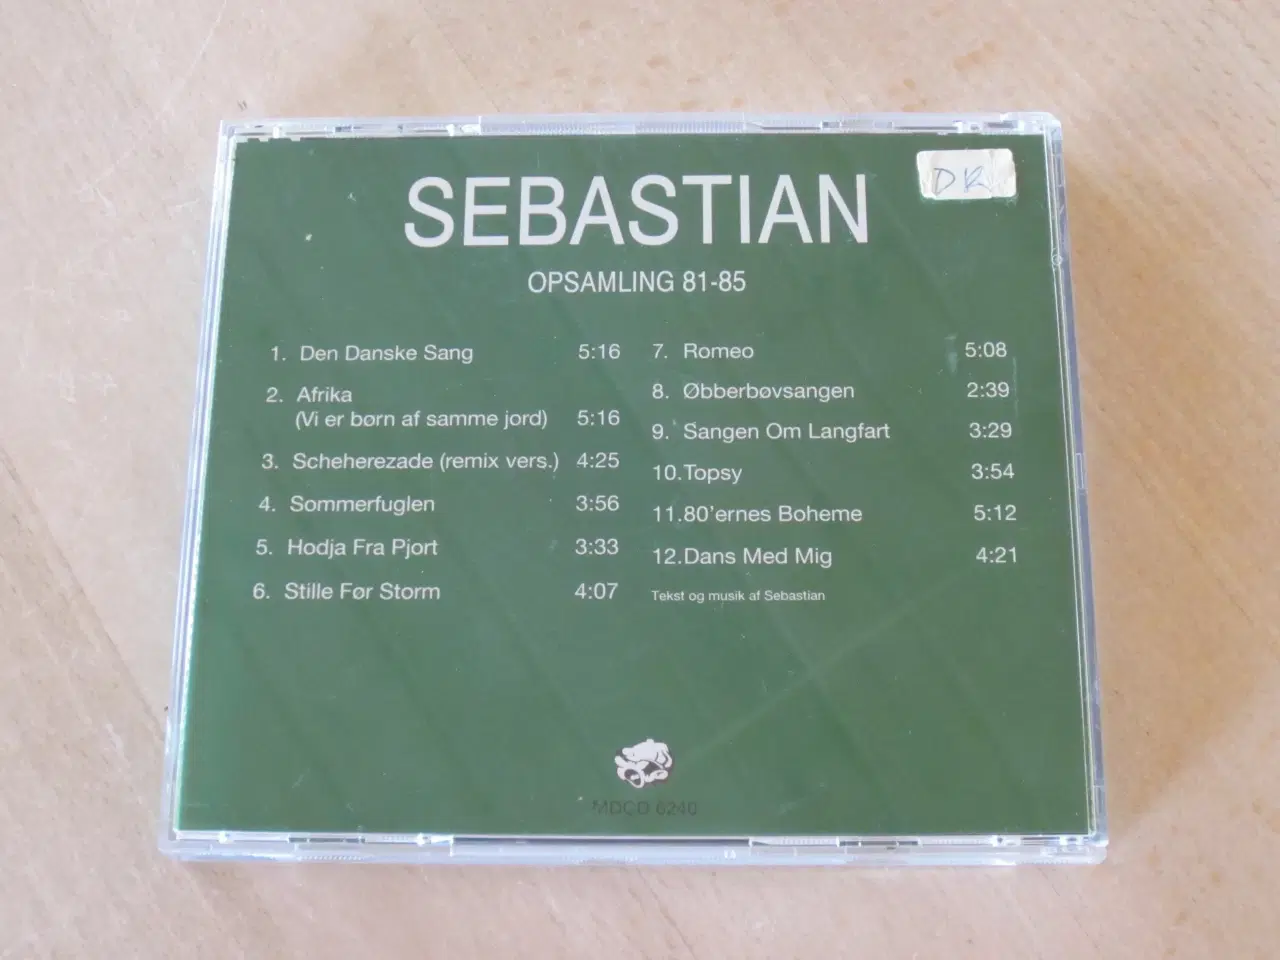 SEBASTIAN
DK
OPSAMLING 81-85
1. Den Danske Sang 5:16
2. Afrika
(Vi er børn af samme jord) 5:16
3. Scheherezade (remix vers.) 4:25
4. Sommerfuglen 3:56
5. Hodja Fra Pjort 3:33
6. Stille Før Storm 4:07
7. Romeo 5:08
8. Øbberbøvsangen 2:39
9. Sangen Om Langfart 3:29
10.Topsy 3:54
11.80'ernes Boheme 5:12
12.Dans Med Mig 4:21
Tekst og musik af Sebastian
MDCD 6240